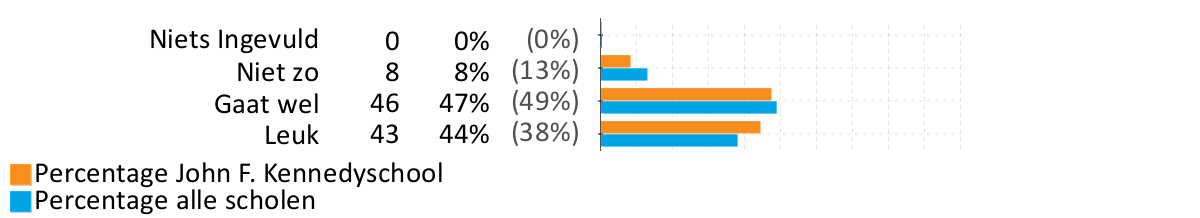 Niets Ingevuld 0 0% (0%)
Niet zo 8 8% (13%)
Gaat wel 46 47% (49%)
Leuk 43 44% (38%)
Percentage John F. Kennedyschool
Percentage alle scholen